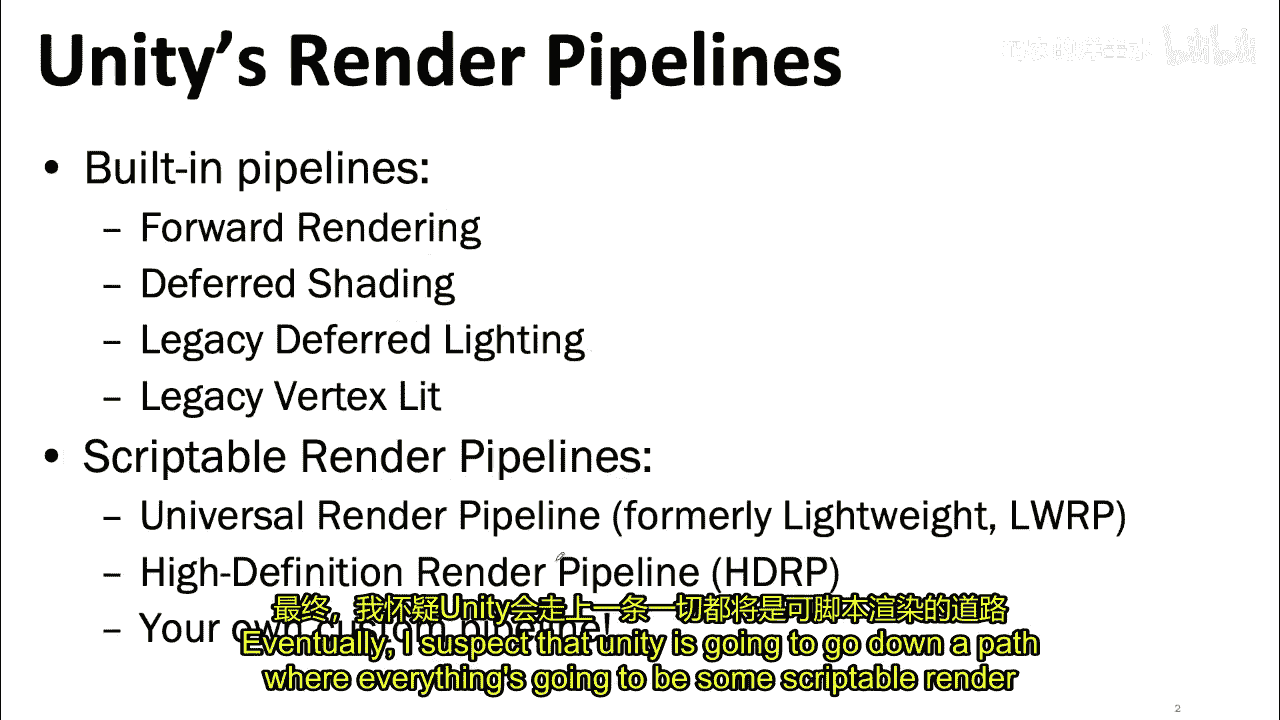 Unity's Render Pipelines
bilibili
• Built-in pipelines:
– Forward Rendering
– Deferred Shading
– Legacy Deferred Lighting
– Legacy Vertex Lit
• Scriptable Render Pipelines:
– Universal Render Pipeline (formerly Lightweight, LWRP)
– High-Definition Render Pipeline (HDRP)
– Your own custom pipeline!
最终，我怀疑Unity会走上一条一切都将是可脚本渲染的道路
Eventually, I suspect that unity is going to go down a path
where everything's going to be some scriptable render
2